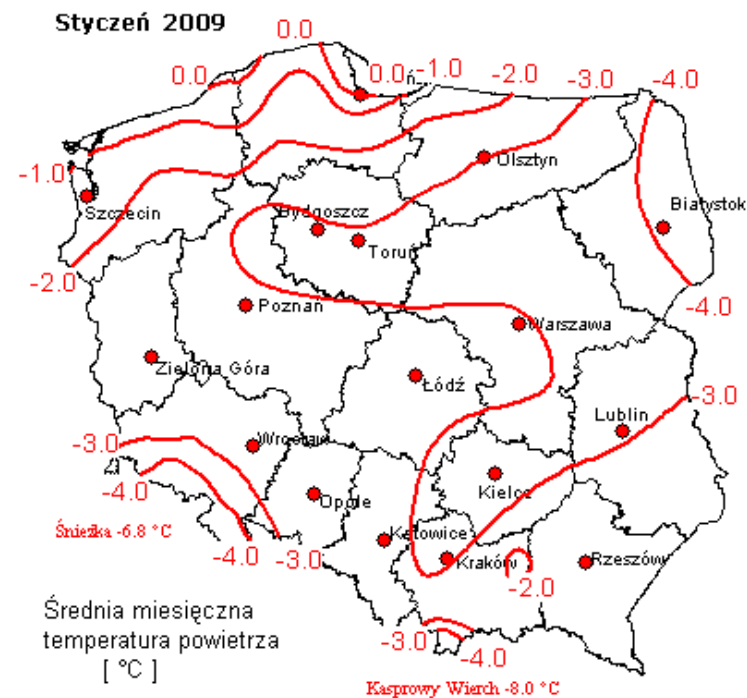 Styczeń 2009
0.0
0.0
0.0
-1.0
-2.0
-3.0
-4.0
Olsztyn
-1.0
Szczecin
Bydgoszcz
Toruń
Białystok
-2.0
-4.0
Poznań
Warszawa
Zielona Góra
Łódź
-3.0
Lublin
-3.0
Wrocław
-4.0
Opole
Kielce
Śnieżka -6.8 °C
Katowice
-4.0
-3.0
Kraków
-2.0
Rzeszów
Średnia miesięczna
temperatura powietrza
[ °C ]
-3.0
-4.0
Kasprowy Wierch -8.0 °C